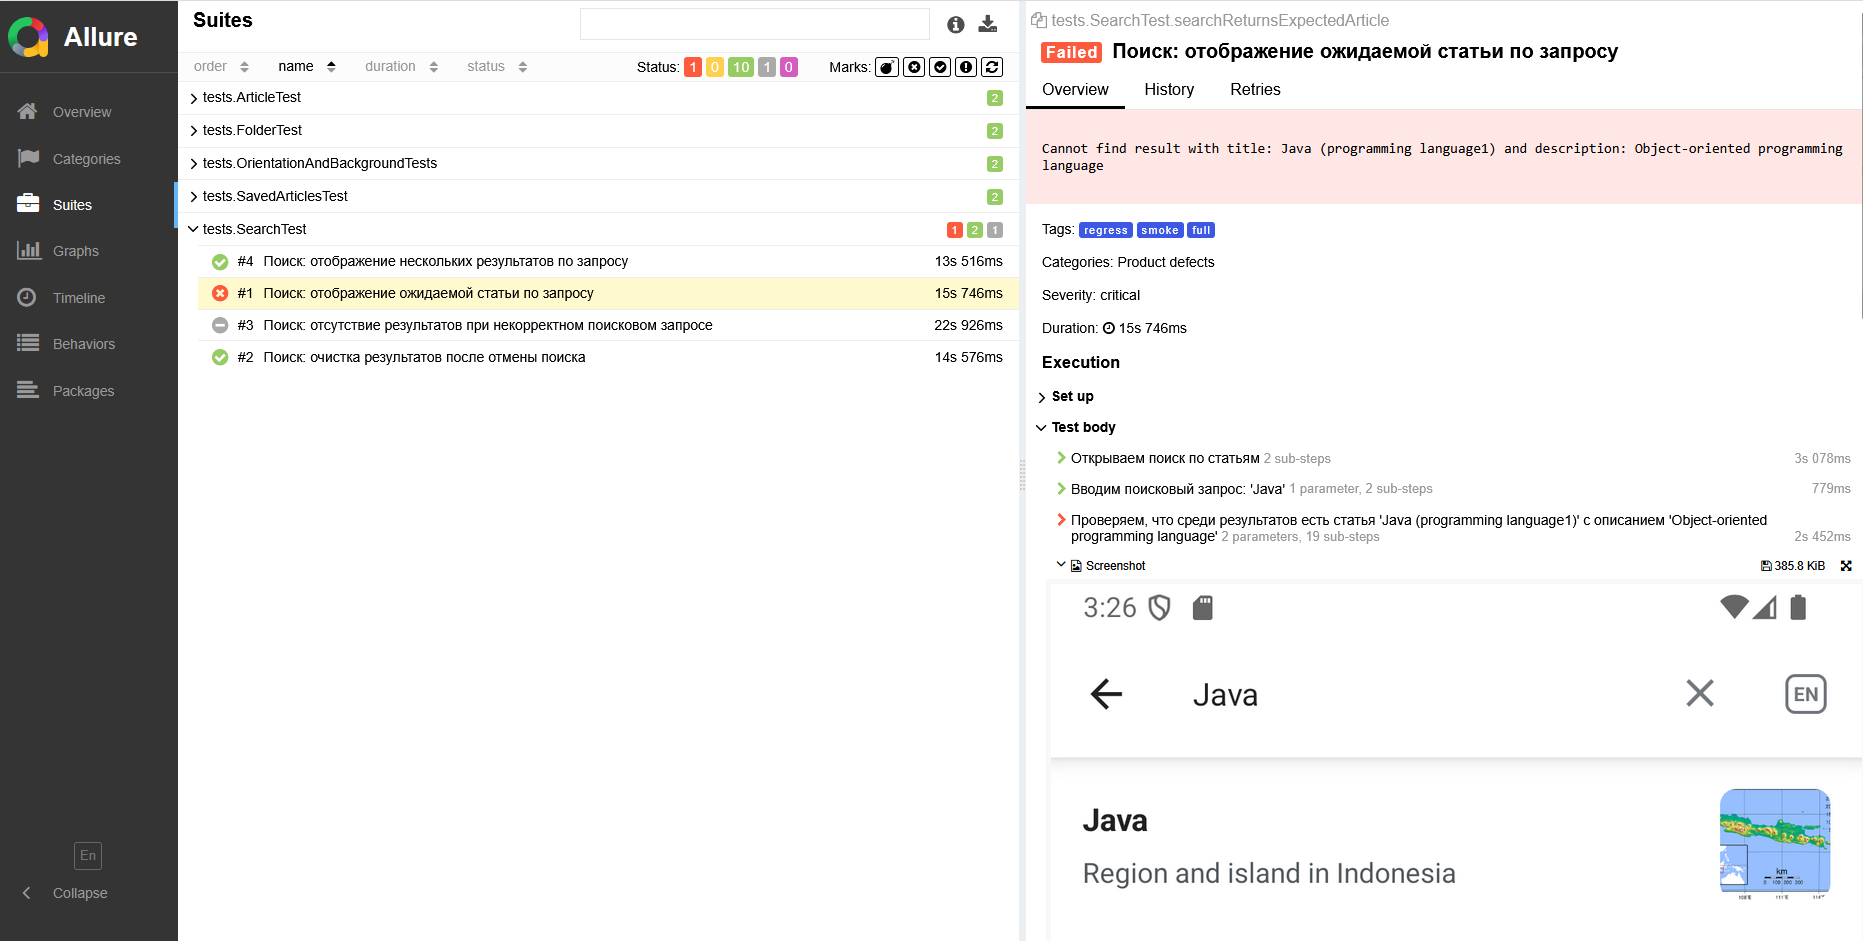 Allure
Overview
Categories
Suites
Graphs
Timeline
Behaviors
Packages
En
Collapse
Suites
order name duration status Status: 1 0 10 1 0 Marks:
tests.ArticleTest 2
tests.FolderTest 2
tests.OrientationAndBackgroundTests 2
tests.SavedArticlesTest 2
tests.SearchTest 1 2 1
#4 Поиск: отображение нескольких результатов по запросу 13s 516ms
#1 Поиск: отображение ожидаемой статьи по запросу 15s 746ms
#3 Поиск: отсутствие результатов при некорректном поисковом запросе 22s 926ms
#2 Поиск: очистка результатов после отмены поиска 14s 576ms
tests.SearchTest.searchReturnsExpectedArticle
Failed Поиск: отображение ожидаемой статьи по запросу
Overview History Retries
Cannot find result with title: Java (programming language1) and description: Object-oriented programming
language
Tags: regress smoke full
Categories: Product defects
Severity: critical
Duration: 15s 746ms
Execution
Set up
Test body
Открываем поиск по статьям 2 sub-steps 3s 078ms
Вводим поисковый запрос: 'Java' 1 parameter, 2 sub-steps 779ms
Проверяем, что среди результатов есть статья 'Java (programming language1)' с описанием 'Object-oriented
programming language' 2 parameters, 19 sub-steps 2s 452ms
Screenshot 385.8 KiB
3:26
Java EN
Java
Region and island in Indonesia
km